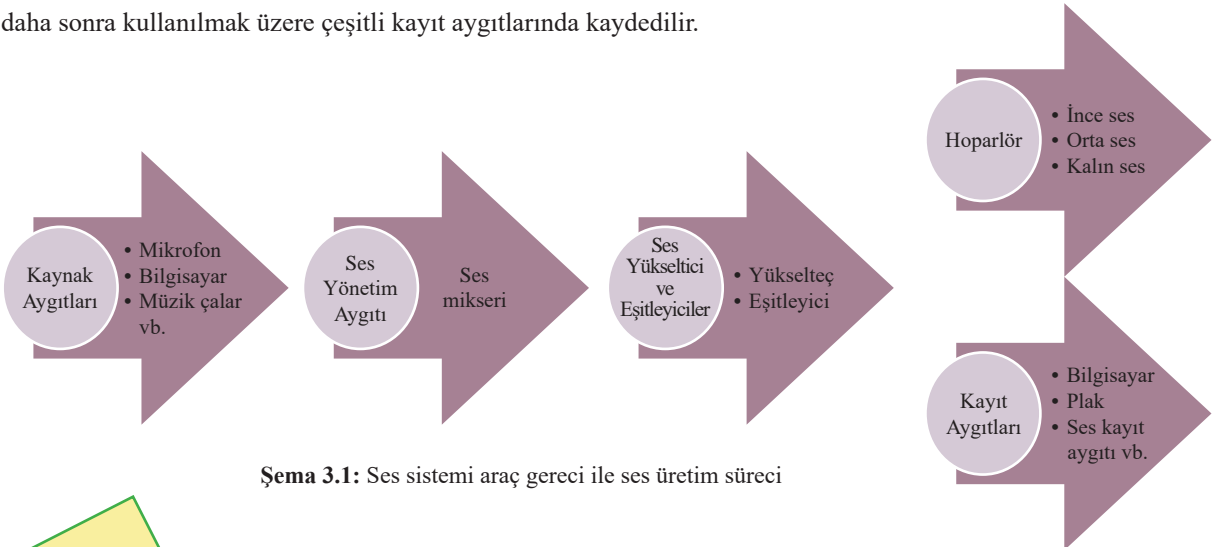 daha sonra kullanılmak üzere çeşitli kayıt aygıtlarında kaydedilir.
Kaynak
Aygıtları
• Mikrofon
• Bilgisayar
• Müzik çalar
vb.
Ses
Yönetim
Aygıtı
Ses
mikseri
Ses
Yükseltici
ve
Eşitleyiciler
• Yükselteç
• Eşitleyici
Hoparlör
• İnce ses
• Orta ses
• Kalın ses
Kayıt
Aygıtları
• Bilgisayar
• Plak
• Ses kayıt
aygıtı vb.
Şema 3.1: Ses sistemi araç gereci ile ses üretim süreci